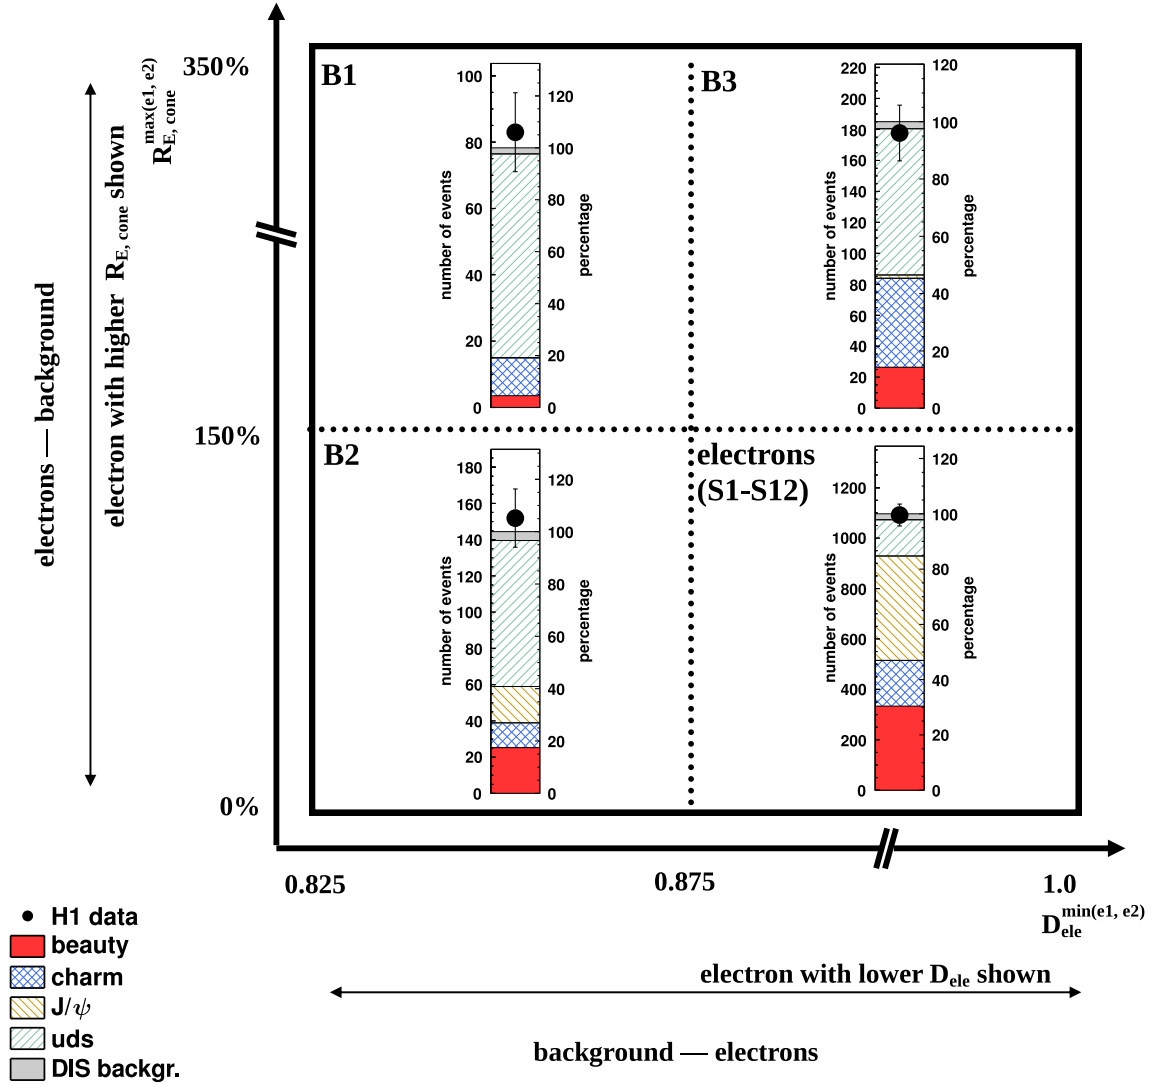 350%
150%
0%
R_{E, cone}^{max(e1, e2)}
electron with higher R_{E, cone} shown
electrons — background
B1
100
80
60
40
20
0
number of events
120
100
80
60
40
20
0
percentage
B3
220
200
180
160
140
120
100
80
60
40
20
0
number of events
120
100
80
60
40
20
0
percentage
B2
180
160
140
120
100
80
60
40
20
0
number of events
120
100
80
60
40
20
0
percentage
electrons
(S1-S12)
1200
1000
800
600
400
200
0
number of events
120
100
80
60
40
20
0
percentage
0.825
0.875
1.0
D_{ele}^{min(e1, e2)}
electron with lower D_{ele} shown
background — electrons
H1 data
beauty
charm
J/ψ
uds
DIS backgr.